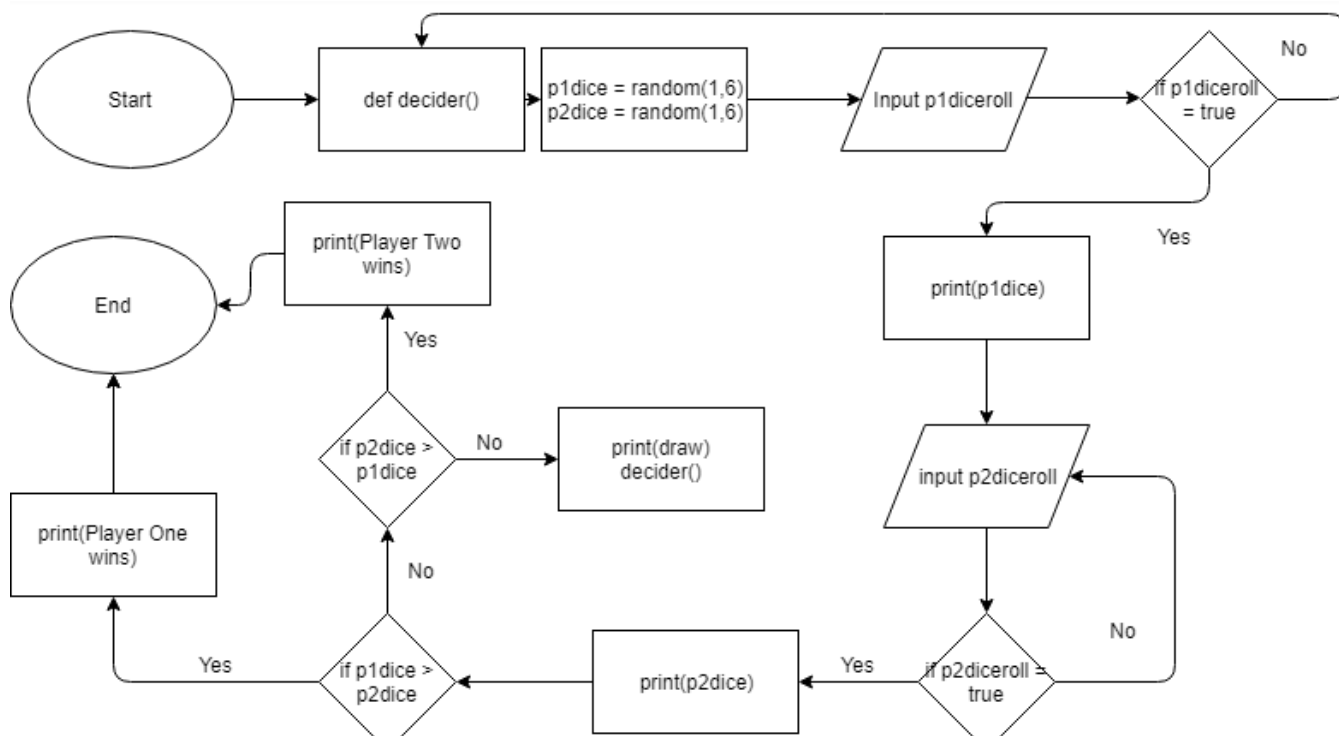 Start
def decider()
p1dice = random(1,6)
p2dice = random(1,6)
Input p1diceroll
if p1diceroll
= true
No
Yes
print(p1dice)
input p2diceroll
if p2diceroll =
true
No
Yes
print(p2dice)
if p1dice >
p2dice
Yes
print(Player One
wins)
No
if p2dice >
p1dice
No
print(draw)
decider()
Yes
print(Player Two
wins)
End